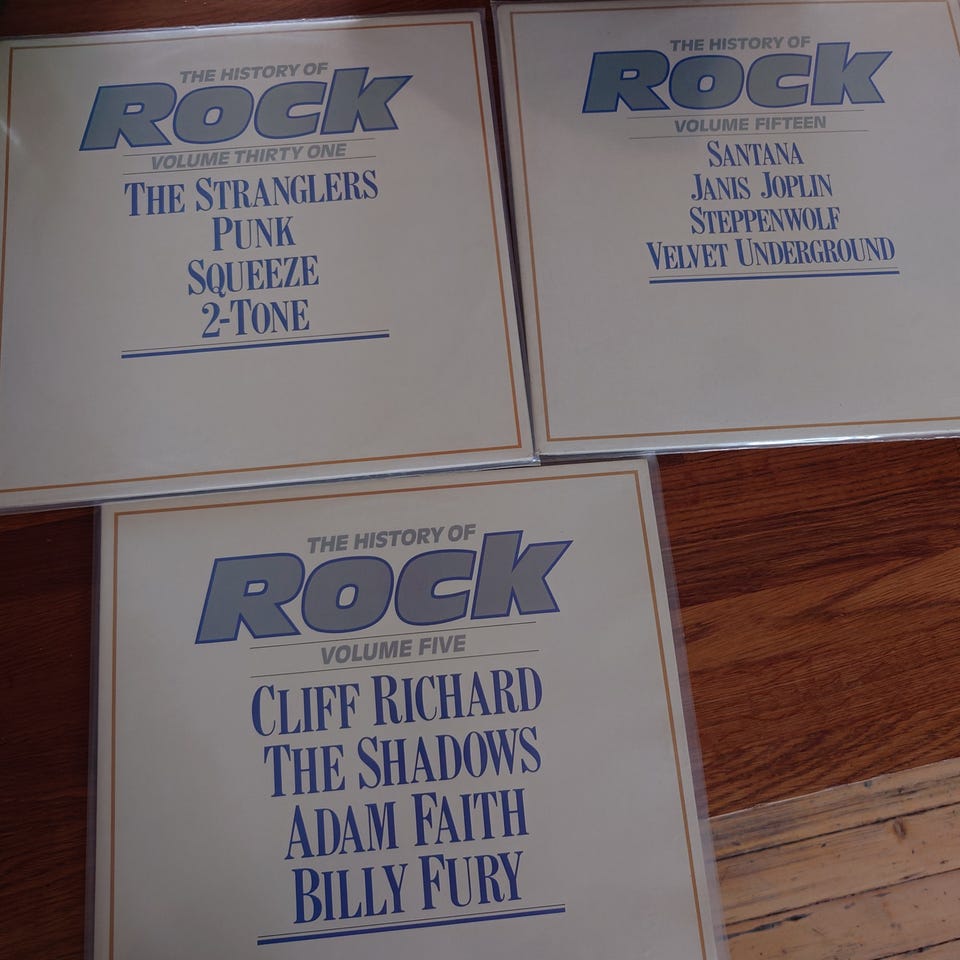 THE HISTORY OF
Rock
VOLUME THIRTY ONE
THE STRANGLERS
PUNK
SQUEEZE
2-TONE
THE HISTORY OF
Rock
VOLUME FIFTEEN
SANTANA
JANIS JOPLIN
STEPPENWOLF
VELVET UNDERGROUND
THE HISTORY OF
Rock
VOLUME FIVE
CLIFF RICHARD
THE SHADOWS
ADAM FAITH
BILLY FURY